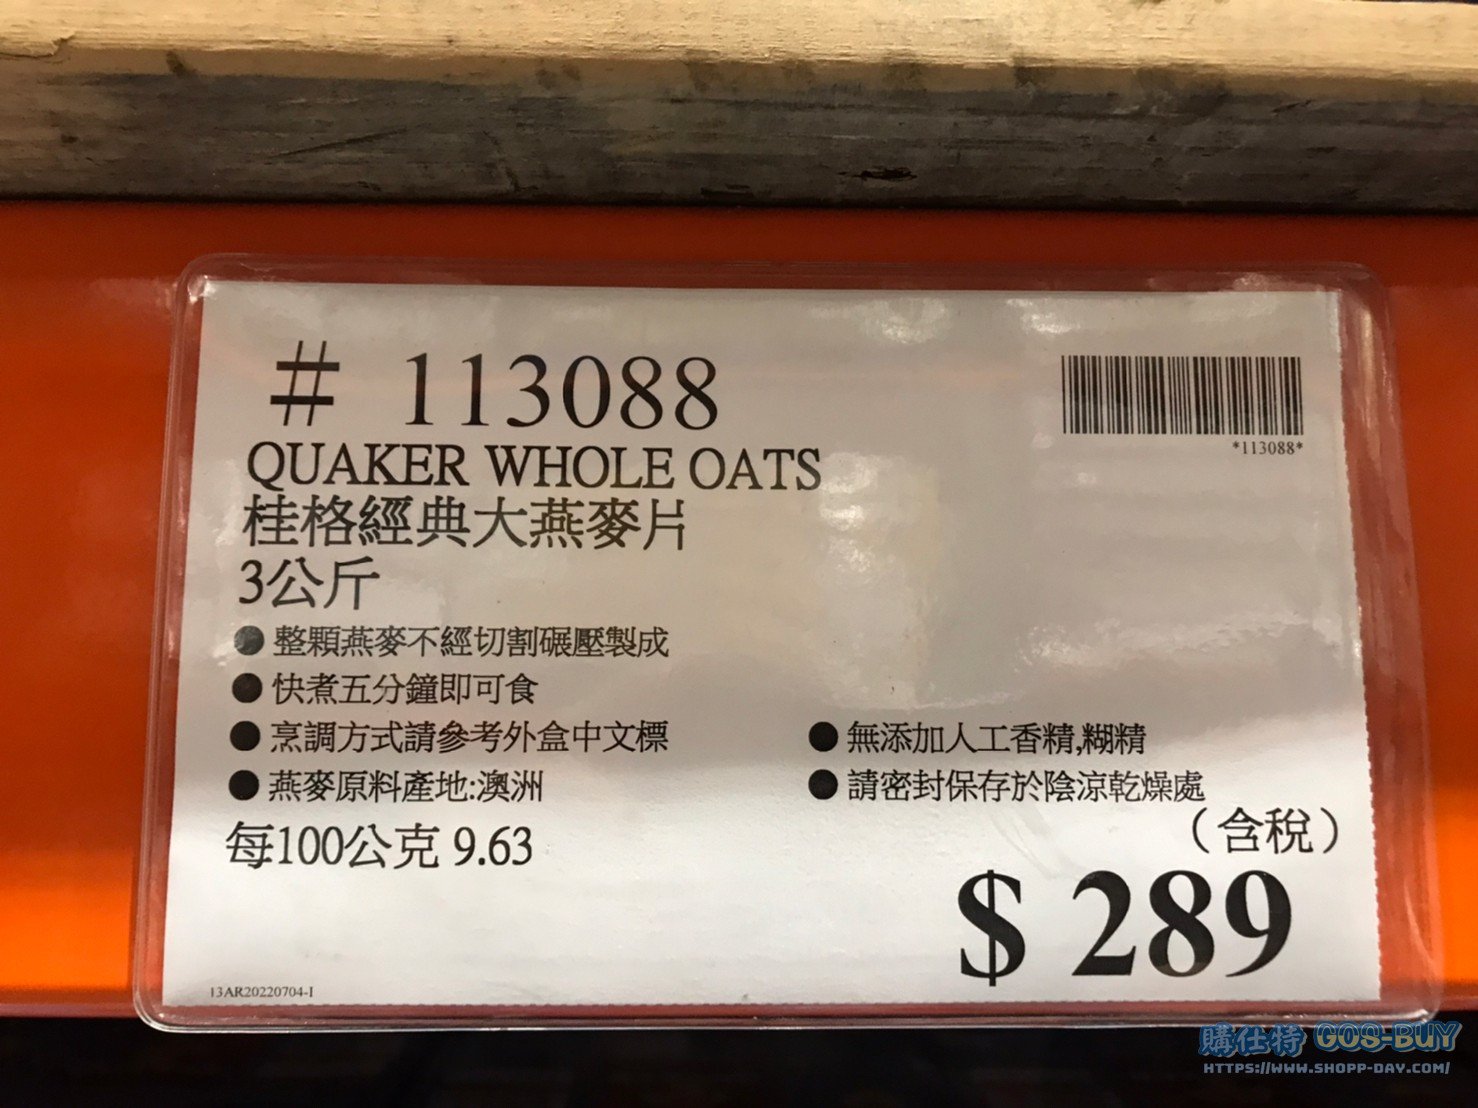 # 113088
*113088*
QUAKER WHOLE OATS
桂格經典大燕麥片
3公斤
● 整顆燕麥不經切割碾壓製成
● 快煮五分鐘即可食
● 烹調方式請參考外盒中文標
● 無添加人工香精,糊精
● 燕麥原料產地:澳洲
● 請密封保存於陰涼乾燥處
每100公克 9.63
（含稅）
$ 289
13AR20220704-1
購仕特 GOS-BUY
HTTPS://WWW.SHOPP-DAY.COM/